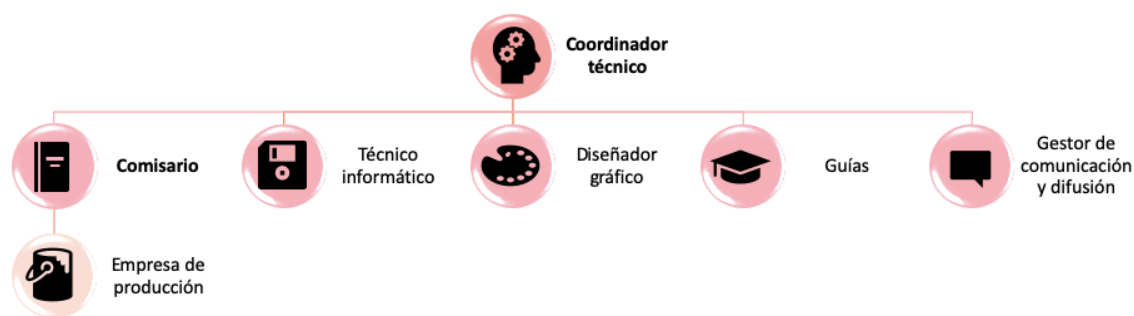 Coordinador
técnico
Comisario
Técnico
informático
Diseñador
gráfico
Guías
Gestor de
comunicación
y difusión
Empresa de
producción